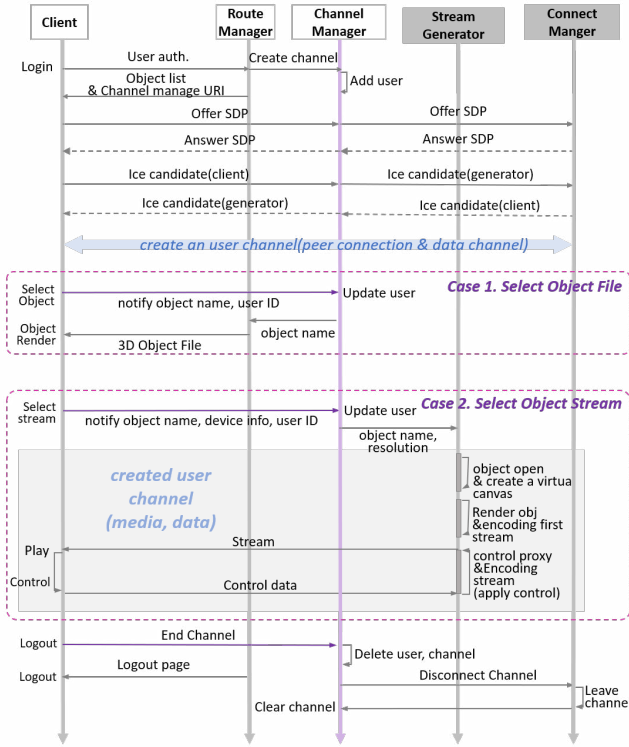 Client
Route
Manager
Channel
Manager
Stream
Generator
Connect
Manger
Login
User auth.
Create channel
Object list
& Channel manage URI
Add user
Offer SDP
Offer SDP
Answer SDP
Answer SDP
Ice candidate(client)
Ice candidate(generator)
Ice candidate(generator)
Ice candidate(client)
create an user channel(peer connection & data channel)
Case 1. Select Object File
Select
Object
notify object name, user ID
Update user
Object
Render
object name
3D Object File
Case 2. Select Object Stream
Select
stream
notify object name, device info, user ID
Update user
object name,
resolution
created user
channel
(media, data)
object open
& create a virtua
canvas
Render obj
&encoding first
stream
Stream
Play
Control
control proxy
&Encoding
stream
(apply control)
Control data
Logout
End Channel
Delete user, channel
Logout
Logout page
Disconnect Channel
Leave
channe
Clear channel